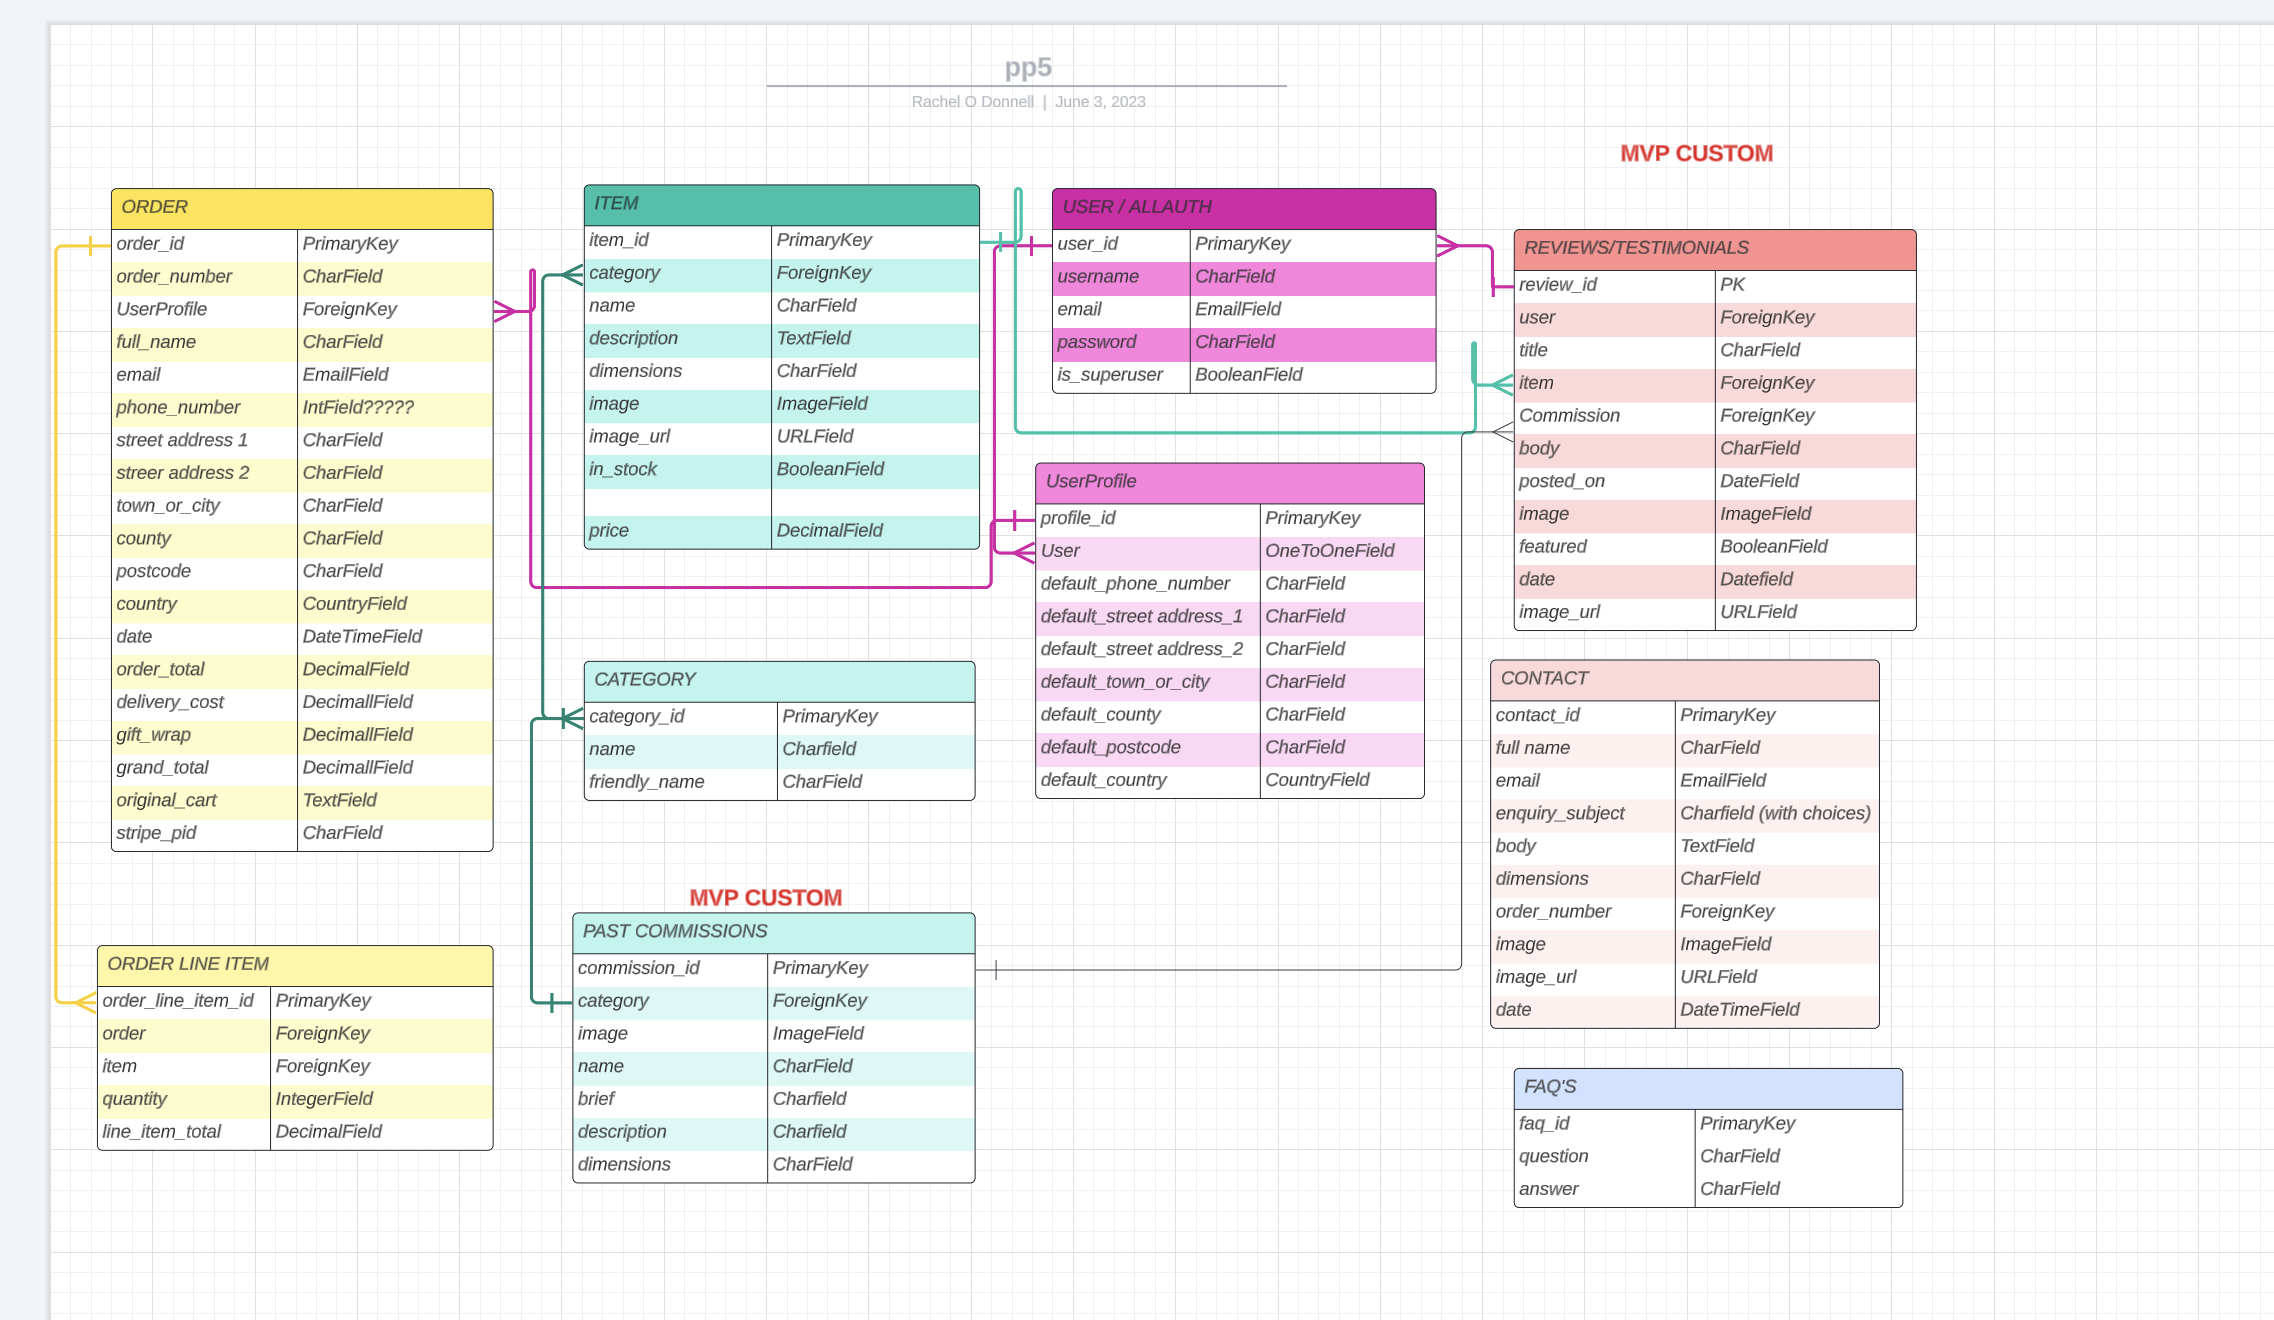 pp5
Rachel O Donnell | June 3, 2023
MVP CUSTOM
ORDER
order_id PrimaryKey
order_number CharField
UserProfile ForeignKey
full_name CharField
email EmailField
phone_number IntField?????
street address 1 CharField
streer address 2 CharField
town_or_city CharField
county CharField
postcode CharField
country CountryField
date DateTimeField
order_total DecimalField
delivery_cost DecimallField
gift_wrap DecimallField
grand_total DecimallField
original_cart TextField
stripe_pid CharField
ITEM
item_id PrimaryKey
category ForeignKey
name CharField
description TextField
dimensions CharField
image ImageField
image_url URLField
in_stock BooleanField
price DecimalField
USER / ALLAUTH
user_id PrimaryKey
username CharField
email EmailField
password CharField
is_superuser BooleanField
REVIEWS/TESTIMONIALS
review_id PK
user ForeignKey
title CharField
item ForeignKey
Commission ForeignKey
body CharField
posted_on DateField
image ImageField
featured BooleanField
date Datefield
image_url URLField
UserProfile
profile_id PrimaryKey
User OneToOneField
default_phone_number CharField
default_street address_1 CharField
default_street address_2 CharField
default_town_or_city CharField
default_county CharField
default_postcode CharField
default_country CountryField
CATEGORY
category_id PrimaryKey
name Charfield
friendly_name CharField
CONTACT
contact_id PrimaryKey
full name CharField
email EmailField
enquiry_subject Charfield (with choices)
body TextField
dimensions CharField
order_number ForeignKey
image ImageField
image_url URLField
date DateTimeField
MVP CUSTOM
PAST COMMISSIONS
commission_id PrimaryKey
category ForeignKey
image ImageField
name CharField
brief Charfield
description Charfield
dimensions CharField
ORDER LINE ITEM
order_line_item_id PrimaryKey
order ForeignKey
item ForeignKey
quantity IntegerField
line_item_total DecimalField
FAQ'S
faq_id PrimaryKey
question CharField
answer CharField